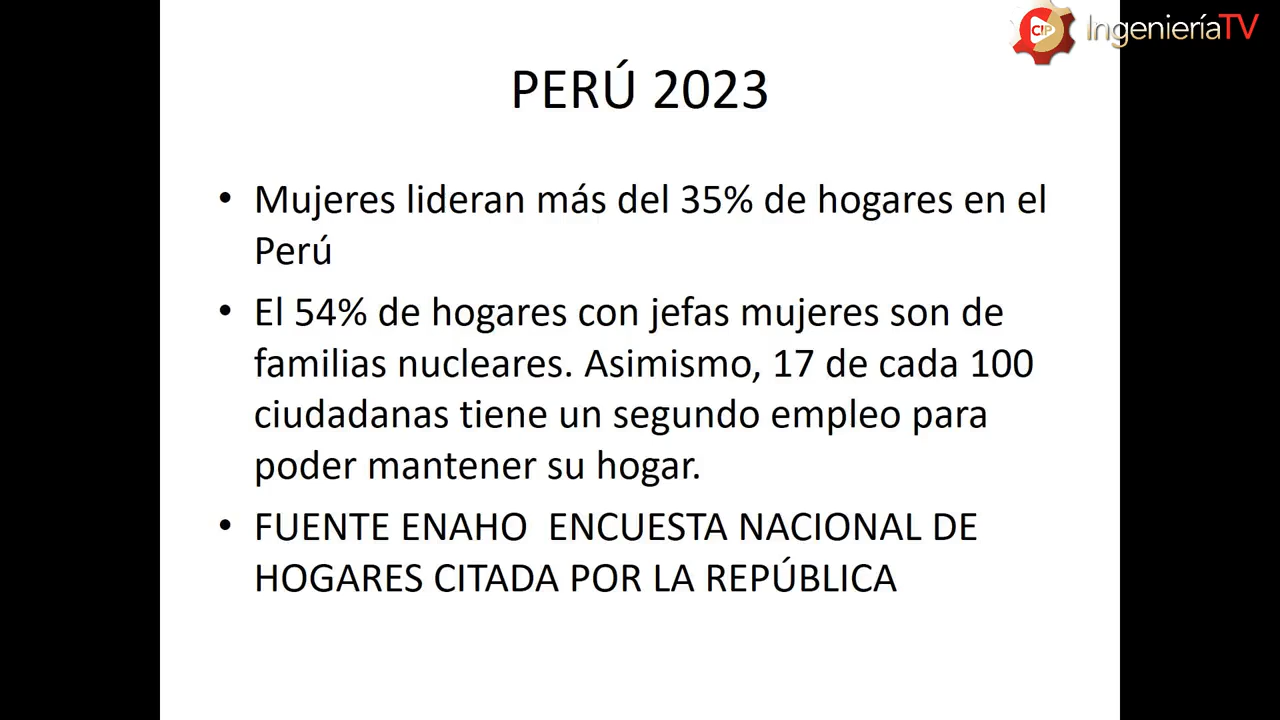 CIP IngenieríaTV
PERÚ 2023
• Mujeres lideran más del 35% de hogares en el
Perú
• El 54% de hogares con jefas mujeres son de
familias nucleares. Asimismo, 17 de cada 100
ciudadanas tiene un segundo empleo para
poder mantener su hogar.
• FUENTE ENAHO  ENCUESTA NACIONAL DE
HOGARES CITADA POR LA REPÚBLICA